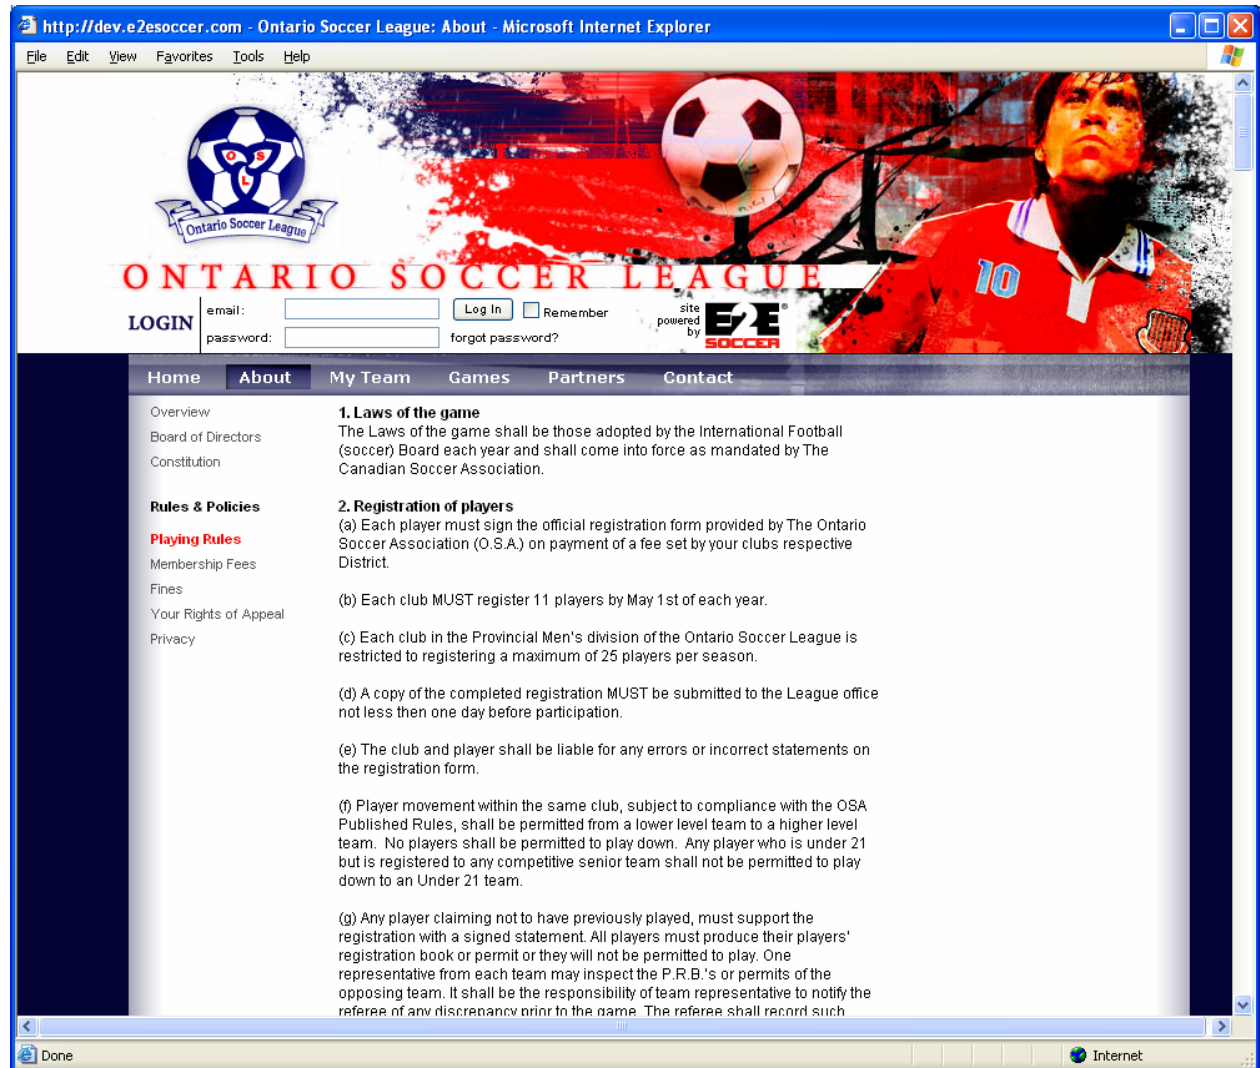 http://dev.e2esoccer.com - Ontario Soccer League: About - Microsoft Internet Explorer
File Edit View Favorites Tools Help
O S
L
Ontario Soccer League
ONTARIO SOCCER LEAGUE
10
LOGIN
email:
Log In
Remember
password:
forgot password?
site
powered
by
E2E®
SOCCER
Home About My Team Games Partners Contact
Overview
Board of Directors
Constitution
Rules & Policies
Playing Rules
Membership Fees
Fines
Your Rights of Appeal
Privacy
1. Laws of the game
The Laws of the game shall be those adopted by the International Football
(soccer) Board each year and shall come into force as mandated by The
Canadian Soccer Association.
2. Registration of players
(a) Each player must sign the official registration form provided by The Ontario
Soccer Association (O.S.A.) on payment of a fee set by your clubs respective
District.
(b) Each club MUST register 11 players by May 1st of each year.
(c) Each club in the Provincial Men's division of the Ontario Soccer League is
restricted to registering a maximum of 25 players per season.
(d) A copy of the completed registration MUST be submitted to the League office
not less then one day before participation.
(e) The club and player shall be liable for any errors or incorrect statements on
the registration form.
(f) Player movement within the same club, subject to compliance with the OSA
Published Rules, shall be permitted from a lower level team to a higher level
team.  No players shall be permitted to play down.  Any player who is under 21
but is registered to any competitive senior team shall not be permitted to play
down to an Under 21 team.
(g) Any player claiming not to have previously played, must support the
registration with a signed statement. All players must produce their players'
registration book or permit or they will not be permitted to play. One
representative from each team may inspect the P.R.B.'s or permits of the
opposing team. It shall be the responsibility of team representative to notify the
referee of any discrepancy prior to the game. The referee shall record such
Done
Internet